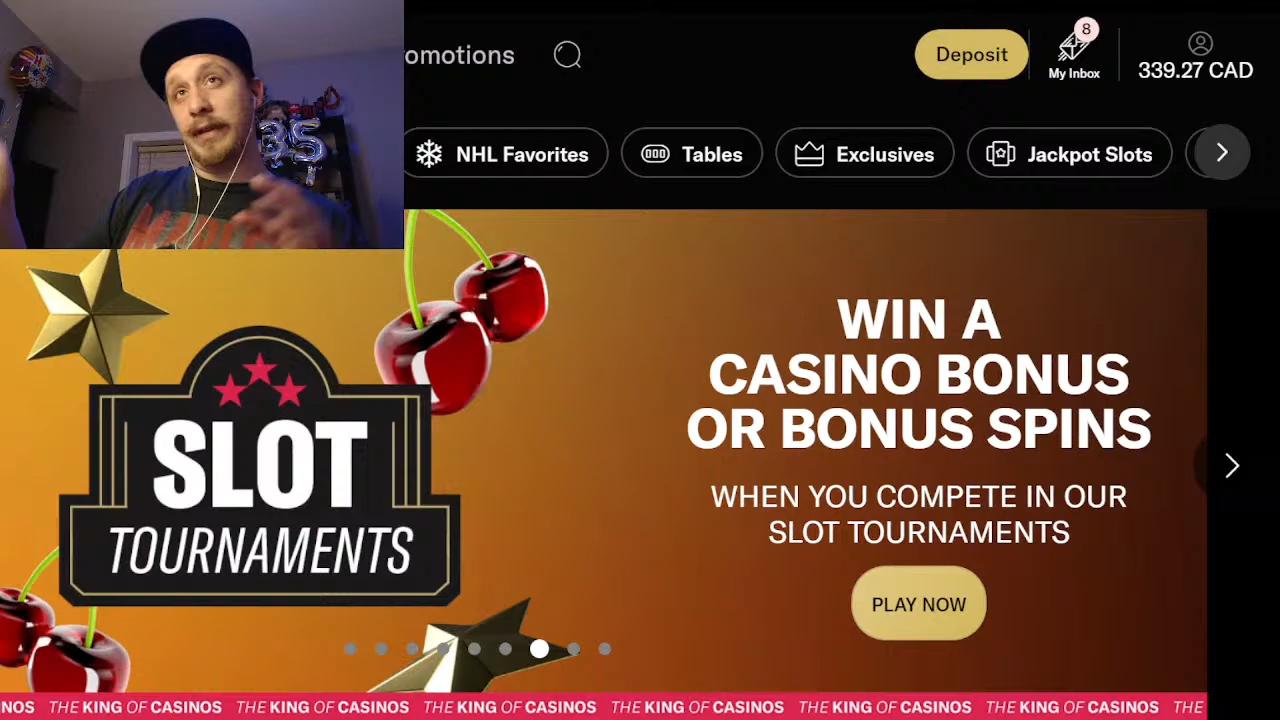 omotions
Deposit
8
My Inbox
339.27 CAD
35
NHL Favorites
Tables
Exclusives
Jackpot Slots
WIN A
CASINO BONUS
OR BONUS SPINS
WHEN YOU COMPETE IN OUR
SLOT TOURNAMENTS
PLAY NOW
SLOT
TOURNAMENTS
NOS THE KING OF CASINOS THE KING OF CASINOS THE KING OF CASINOS THE KING OF CASINOS THE KING OF CASINOS THE KING OF CASINOS THE